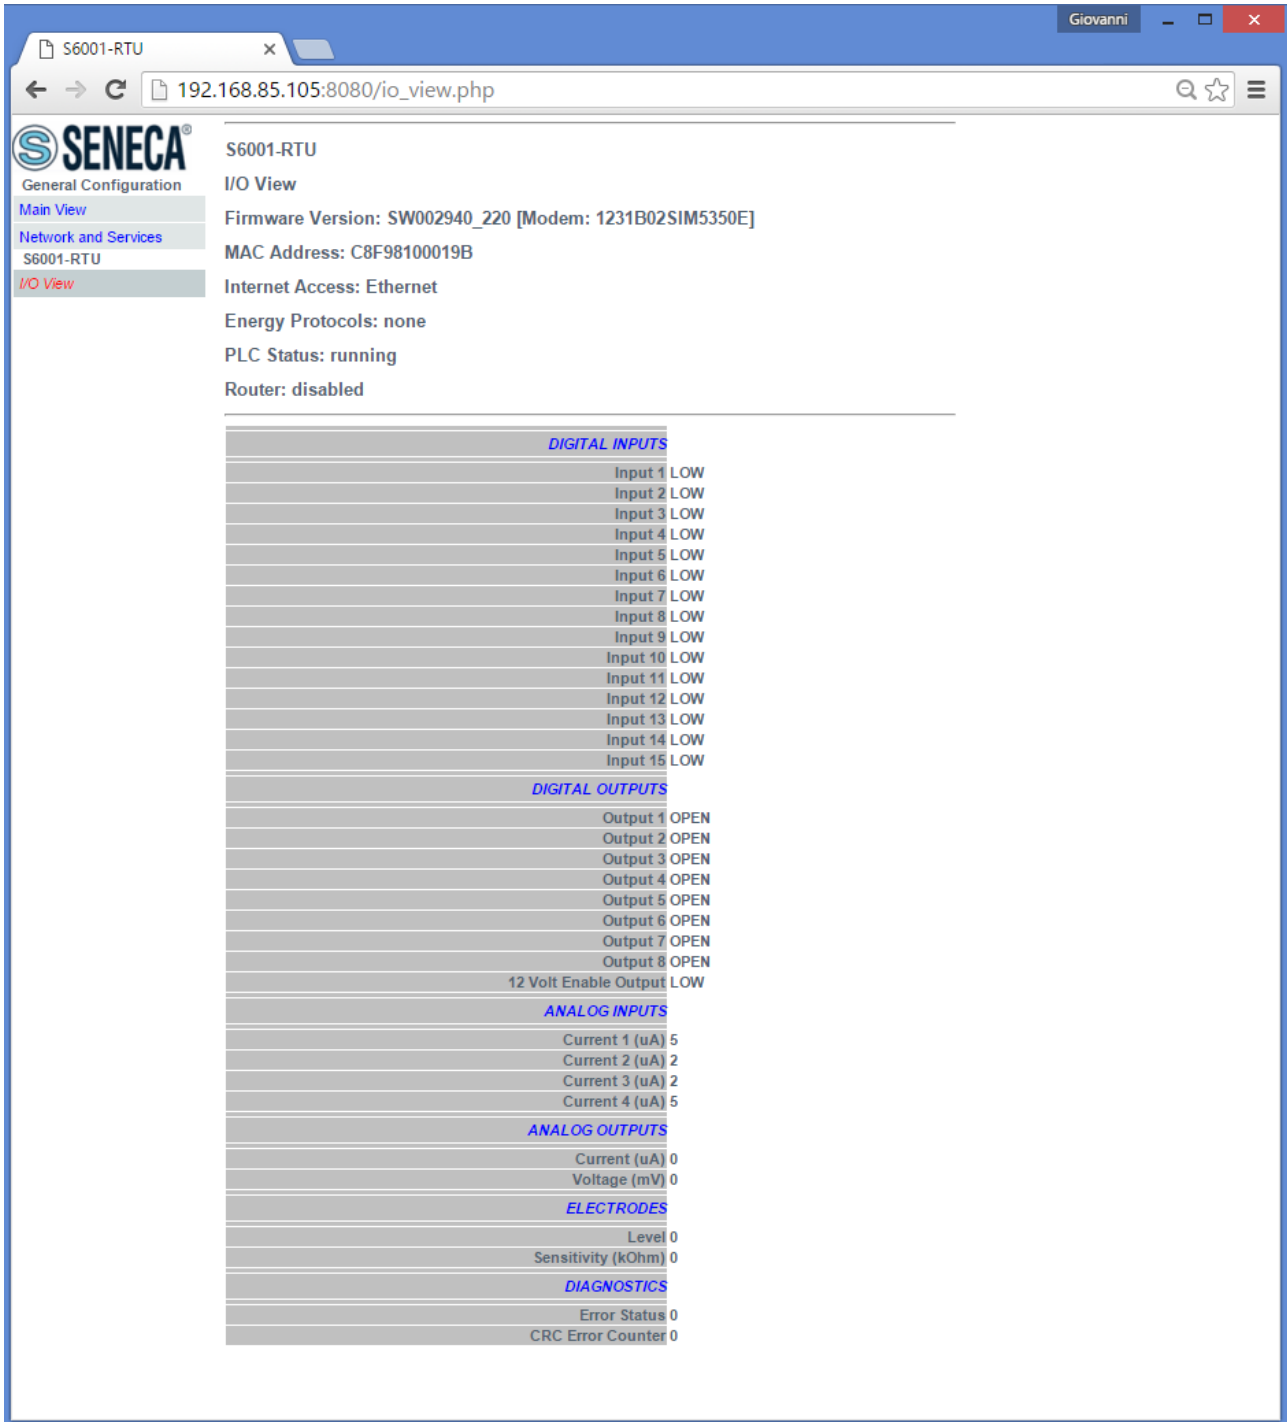 Giovanni
S6001-RTU
192.168.85.105:8080/io_view.php
SENECA®
General Configuration
Main View
Network and Services
S6001-RTU
I/O View
S6001-RTU
I/O View
Firmware Version: SW002940_220 [Modem: 1231B02SIM5350E]
MAC Address: C8F98100019B
Internet Access: Ethernet
Energy Protocols: none
PLC Status: running
Router: disabled
DIGITAL INPUTS
Input 1 LOW
Input 2 LOW
Input 3 LOW
Input 4 LOW
Input 5 LOW
Input 6 LOW
Input 7 LOW
Input 8 LOW
Input 9 LOW
Input 10 LOW
Input 11 LOW
Input 12 LOW
Input 13 LOW
Input 14 LOW
Input 15 LOW
DIGITAL OUTPUTS
Output 1 OPEN
Output 2 OPEN
Output 3 OPEN
Output 4 OPEN
Output 5 OPEN
Output 6 OPEN
Output 7 OPEN
Output 8 OPEN
12 Volt Enable Output LOW
ANALOG INPUTS
Current 1 (uA) 5
Current 2 (uA) 2
Current 3 (uA) 2
Current 4 (uA) 5
ANALOG OUTPUTS
Current (uA) 0
Voltage (mV) 0
ELECTRODES
Level 0
Sensitivity (kOhm) 0
DIAGNOSTICS
Error Status 0
CRC Error Counter 0